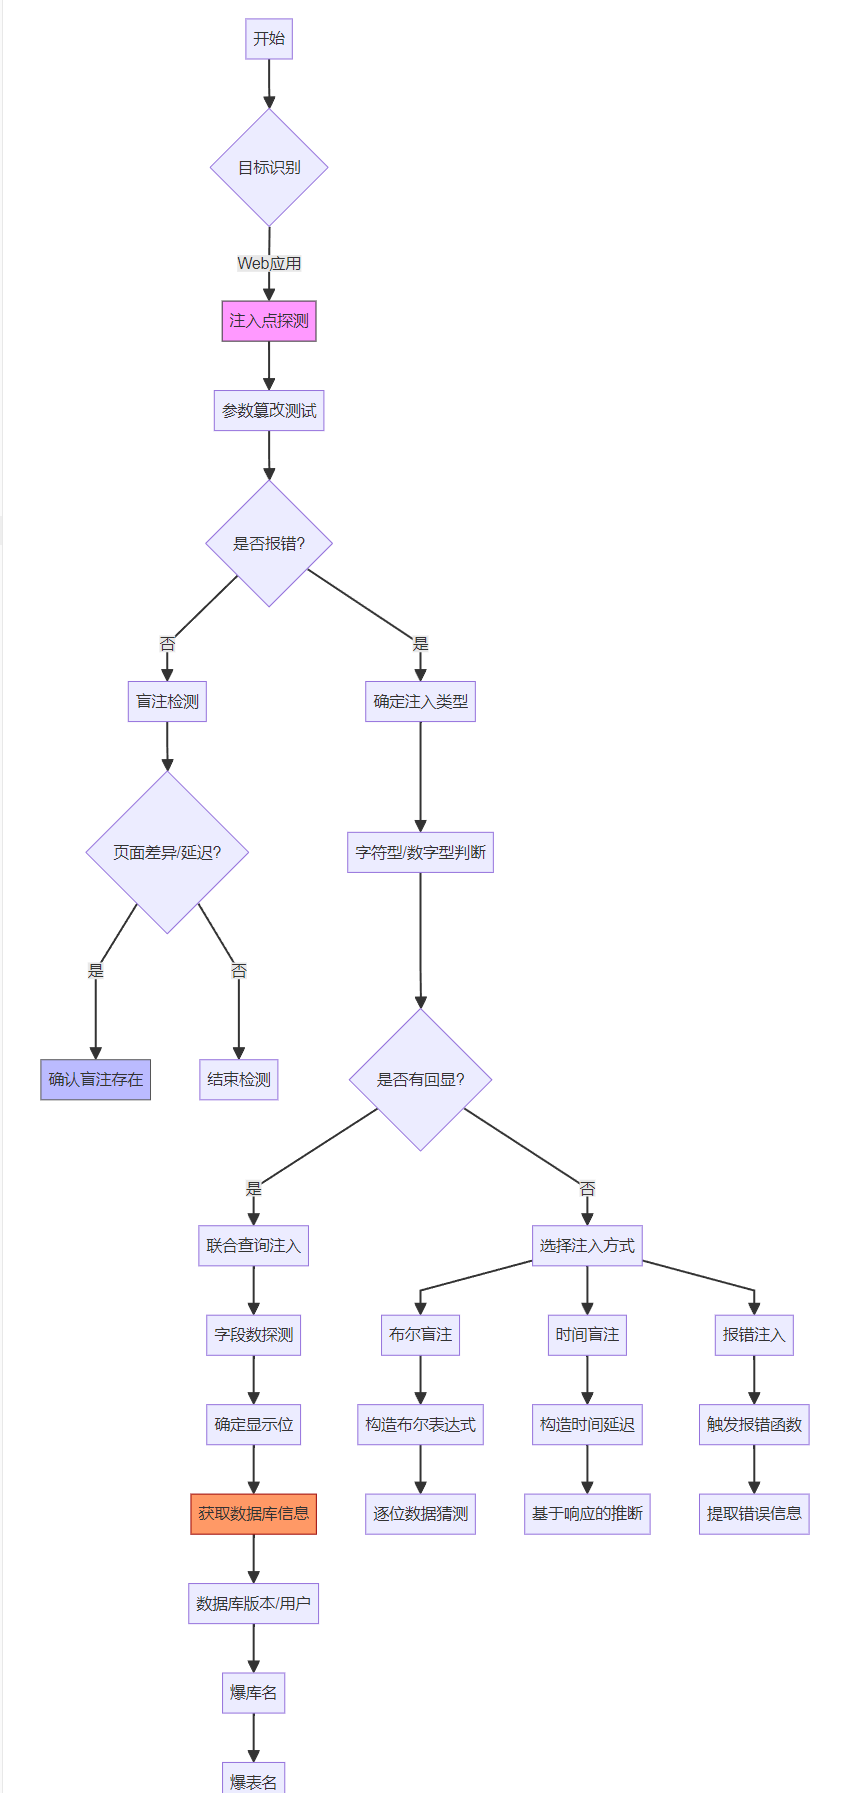 开始
目标识别
Web应用
注入点探测
参数篡改测试
是否报错?
否
是
盲注检测
确定注入类型
页面差异/延迟?
字符型/数字型判断
是
否
确认盲注存在
结束检测
是否有回显?
是
否
联合查询注入
选择注入方式
字段数探测
布尔盲注
时间盲注
报错注入
确定显示位
构造布尔表达式
构造时间延迟
触发报错函数
获取数据库信息
逐位数据猜测
基于响应的推断
提取错误信息
数据库版本/用户
爆库名
爆表名